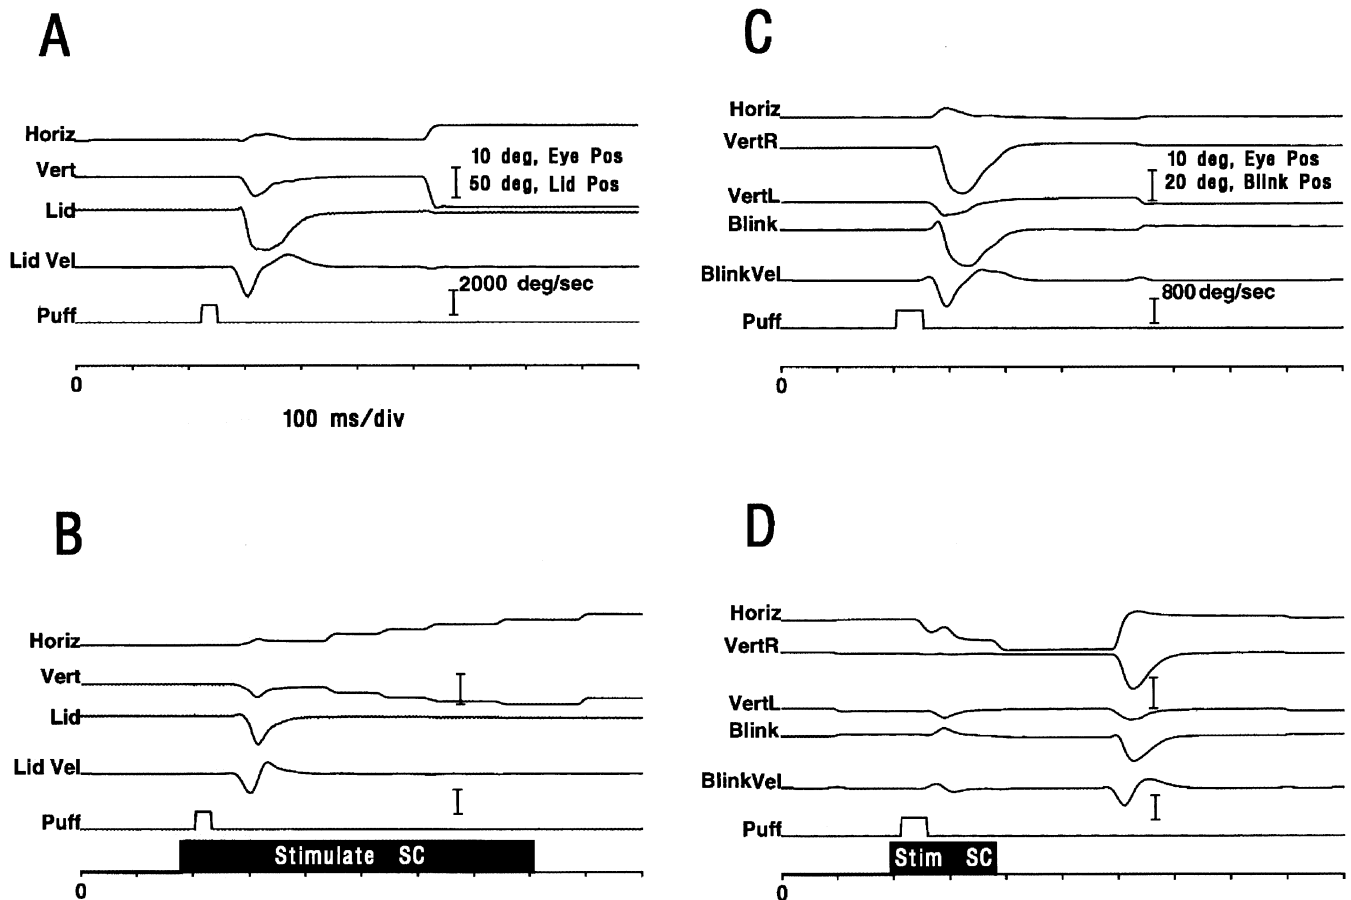 A
Horiz
Vert
Lid
Lid Vel
Puff
10 deg, Eye Pos
50 deg, Lid Pos
2000 deg/sec
0
100 ms/div
C
Horiz
VertR
VertL
Blink
BlinkVel
Puff
10 deg, Eye Pos
20 deg, Blink Pos
800 deg/sec
0
B
Horiz
Vert
Lid
Lid Vel
Puff
Stimulate SC
0
D
Horiz
VertR
VertL
Blink
BlinkVel
Puff
Stim SC
0